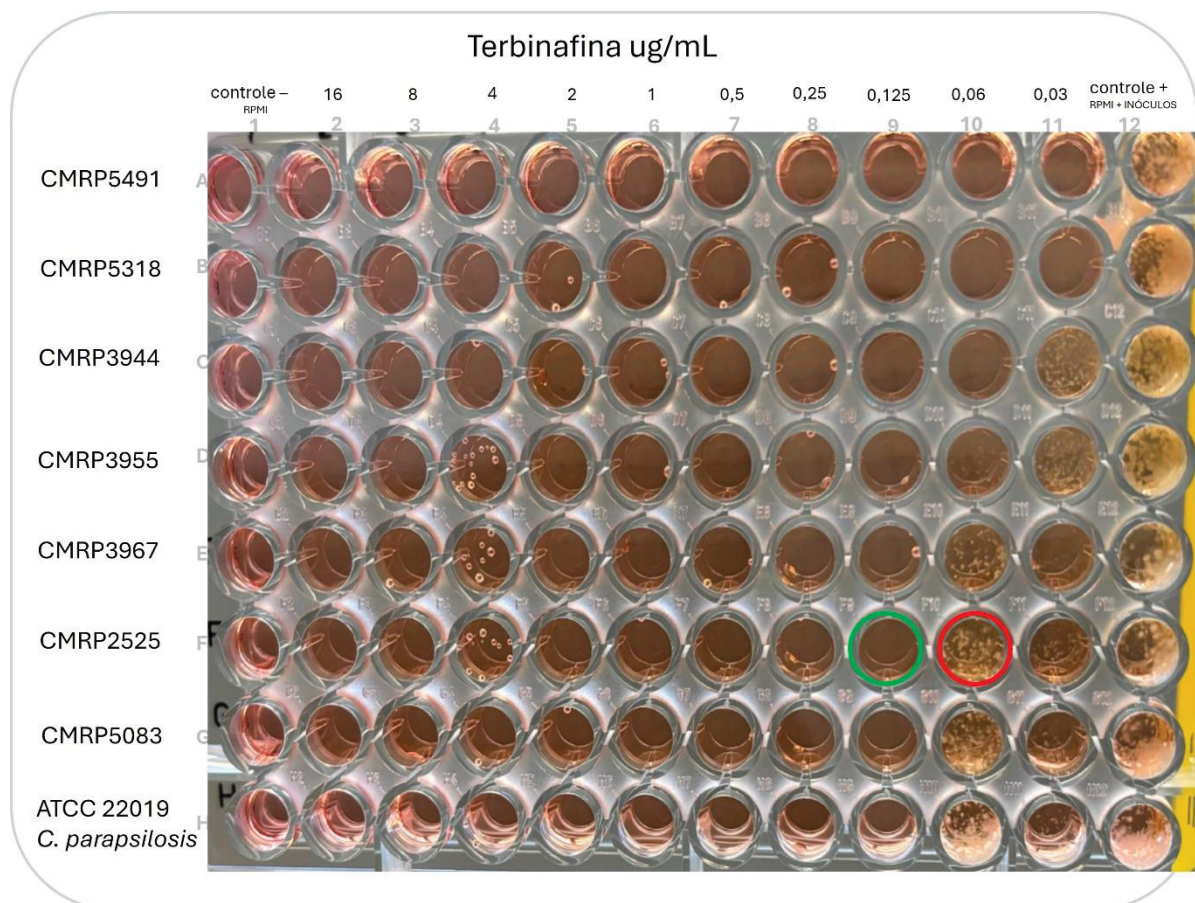 Terbinafina ug/mL
controle – 16 8 4 2 1 0,5 0,25 0,125 0,06 0,03 controle +
RPMI RPMI + INÓCULOS
1 2 3 4 5 6 7 8 9 10 11 12
CMRP5491 A
CMRP5318 B
CMRP3944 C
CMRP3955 D
CMRP3967 E
CMRP2525 F
CMRP5083 G
ATCC 22019 H
C. parapsilosis